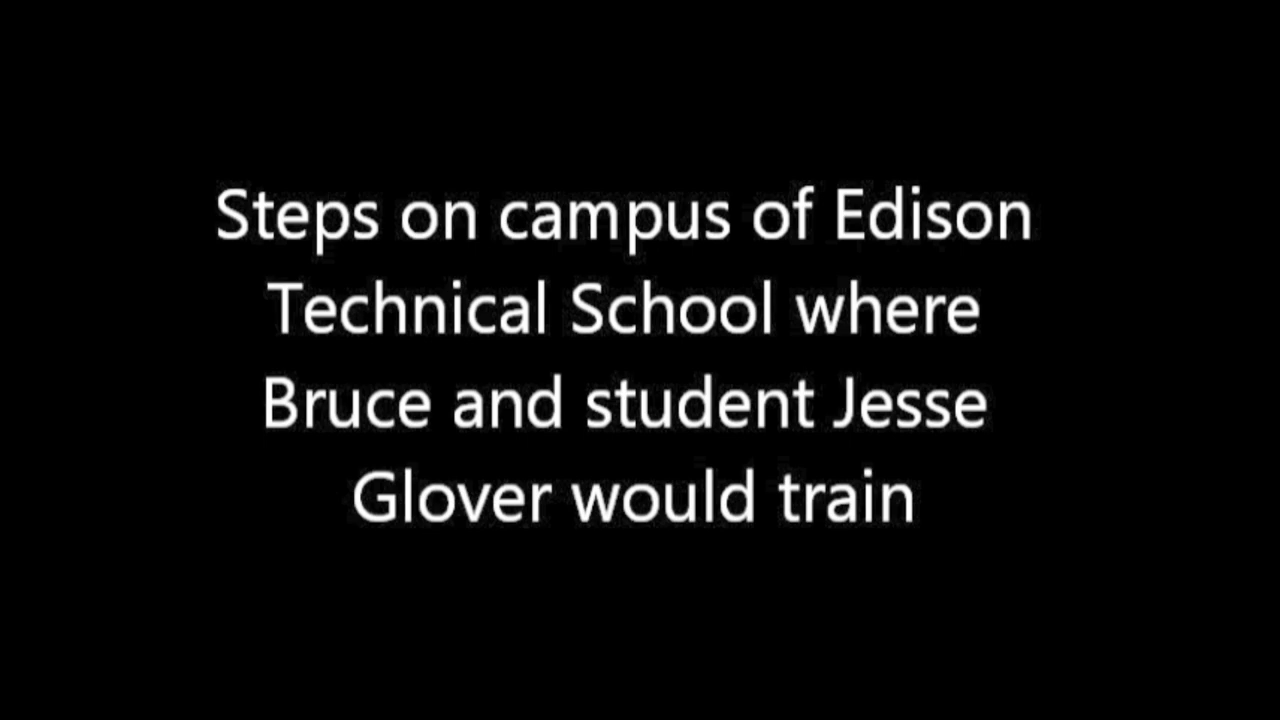 Steps on campus of Edison
Technical School where
Bruce and student Jesse
Glover would train